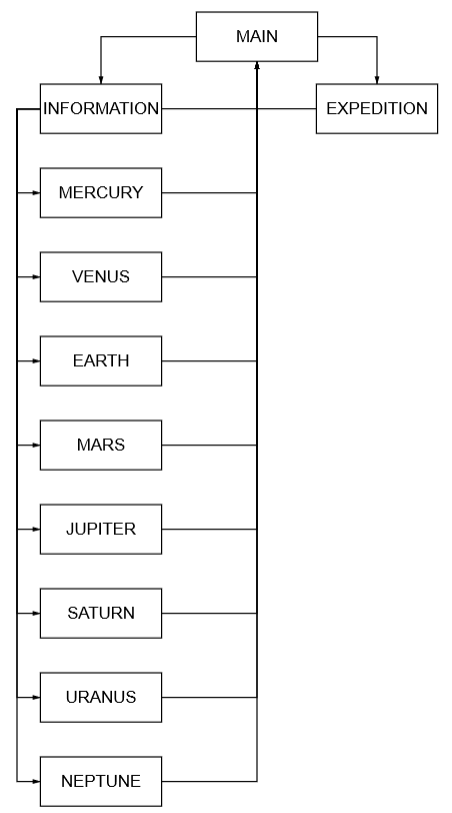 MAIN
INFORMATION
EXPEDITION
MERCURY
VENUS
EARTH
MARS
JUPITER
SATURN
URANUS
NEPTUNE